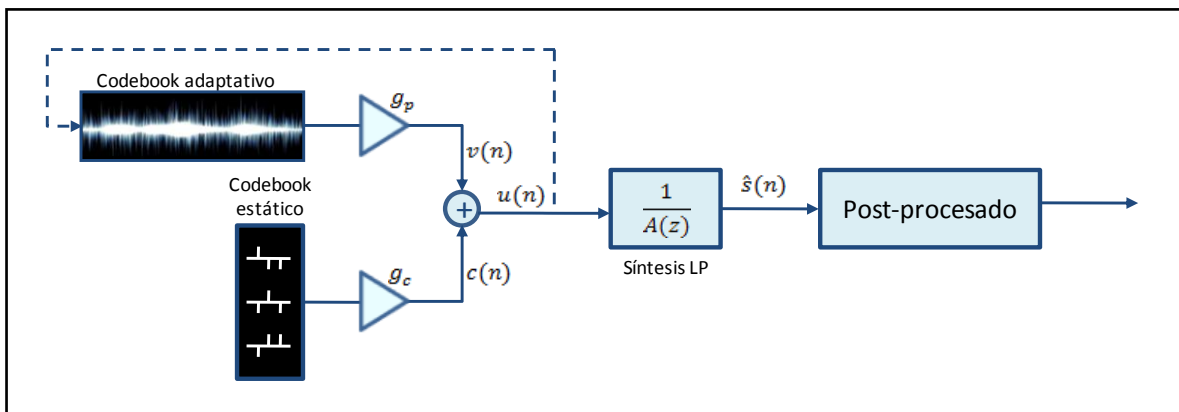 Codebook adaptativo
g_p
v(n)
Codebook
estático
+
u(n)
1
A(z)
Síntesis LP
ŝ(n)
Post-procesado
g_c
c(n)